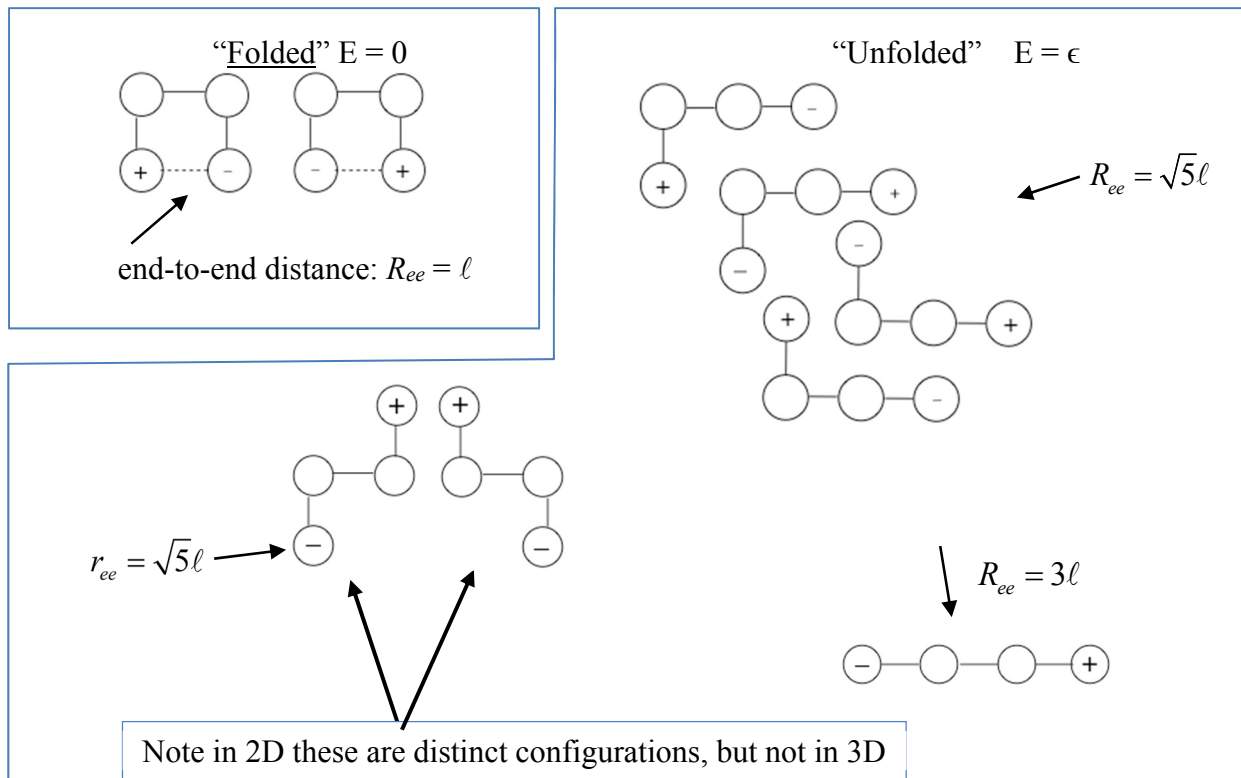 “Folded” E = 0
+ - - +
end-to-end distance: Ree = ℓ
“Unfolded” E = ϵ
-
+
+
−
Ree = √5ℓ
-
+
+
-
+ +
− −
ree = √5ℓ
Ree = 3ℓ
− +
Note in 2D these are distinct configurations, but not in 3D